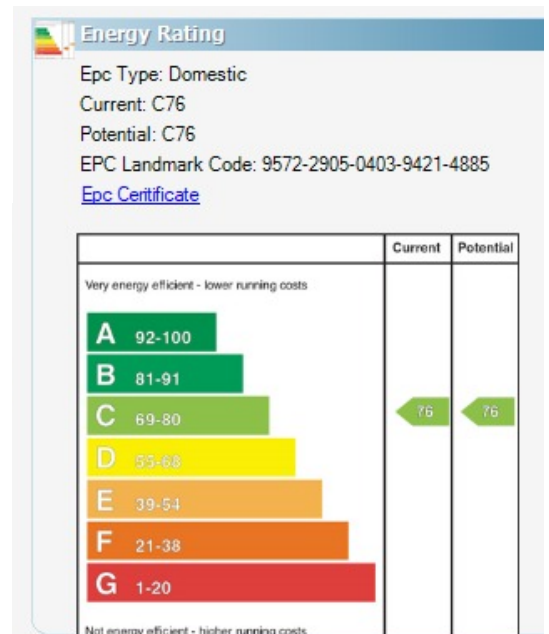 Energy Rating
Epc Type: Domestic
Current: C76
Potential: C76
EPC Landmark Code: 9572-2905-0403-9421-4885
Epc Ceritificate
Current Potential
Very energy efficient - lower running costs
A 92-100
B 81-91
C 69-80 76 76
D 55-68
E 39-54
F 21-38
G 1-20
Not energy efficient - higher running costs